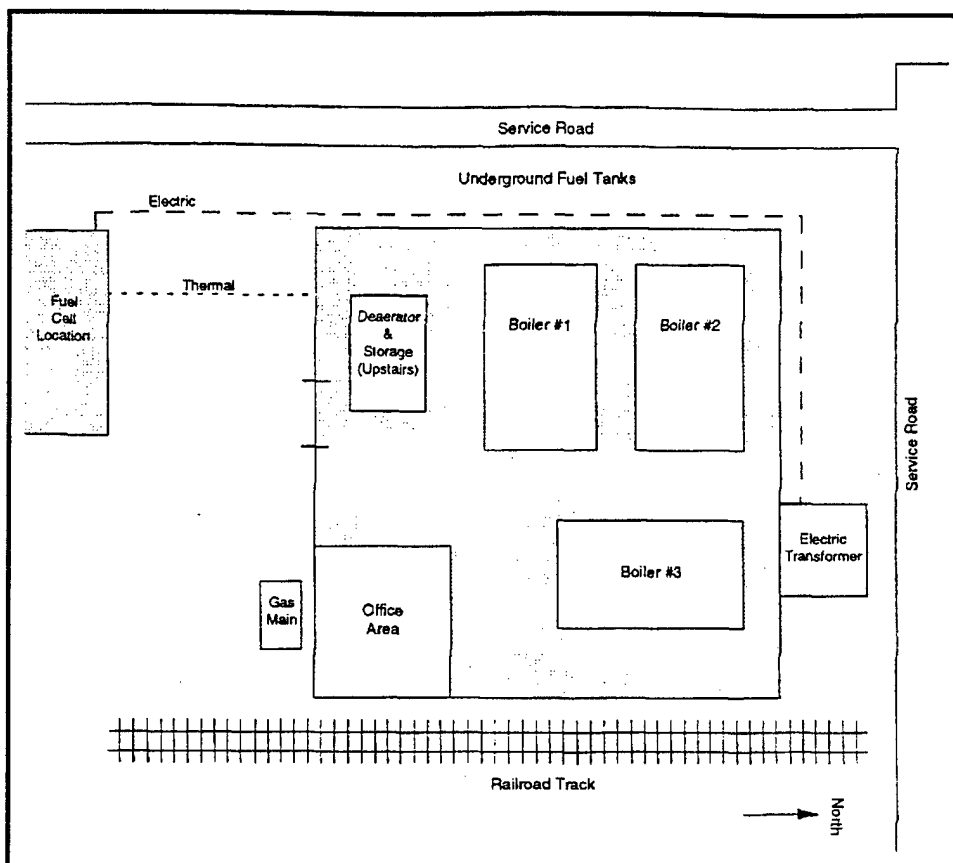 Service Road
Underground Fuel Tanks
Electric
Thermal
Fuel
Cell
Location
Deaerator
&
Storage
(Upstairs)
Boiler #1
Boiler #2
Service Road
Electric
Transformer
Boiler #3
Gas
Main
Office
Area
Railroad Track
North